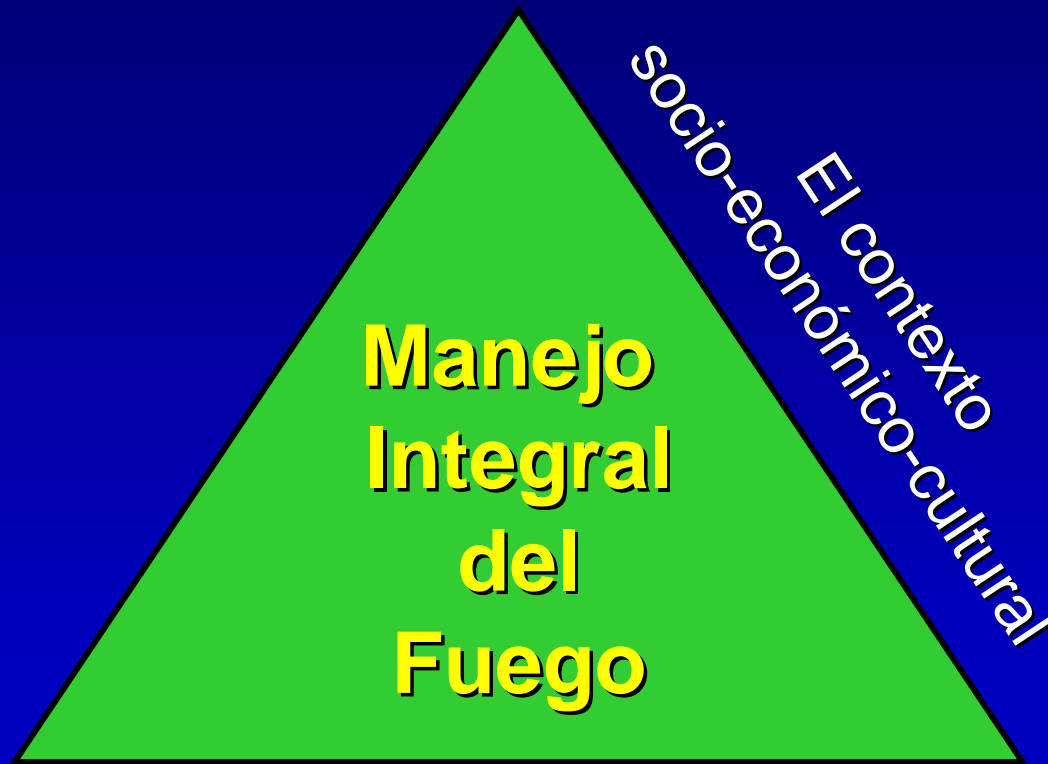 El contexto
socio-económico-cultural
Manejo
Integral
del
Fuego